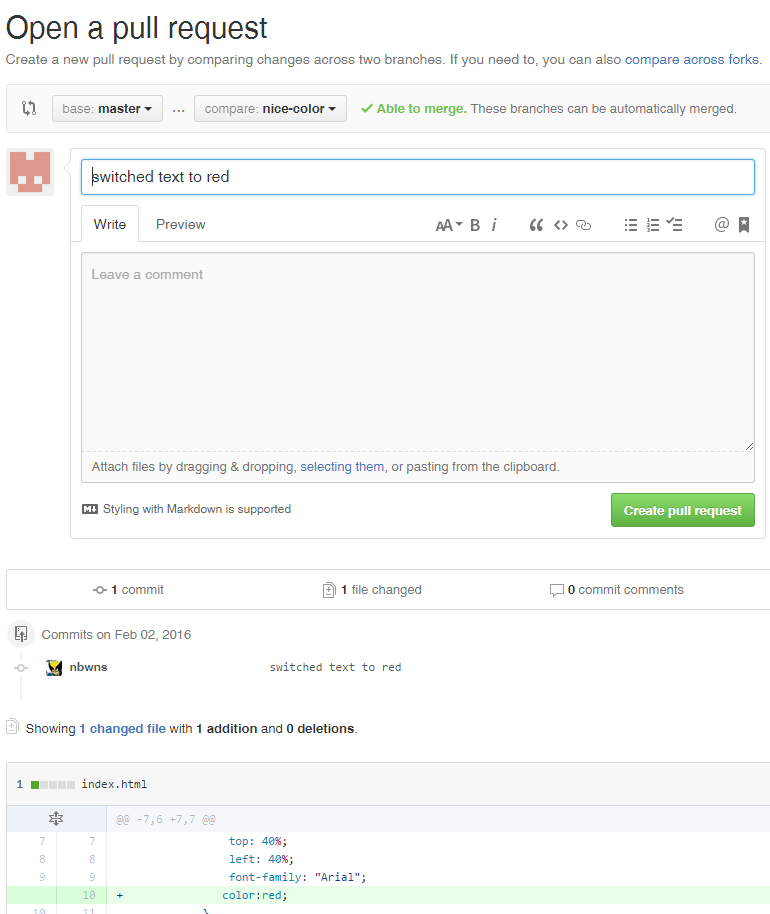 Open a pull request
Create a new pull request by comparing changes across two branches. If you need to, you can also compare across forks.
base: master ... compare: nice-color Able to merge. These branches can be automatically merged.
switched text to red
Write Preview AA B i “ <> @
Leave a comment
Attach files by dragging & dropping, selecting them, or pasting from the clipboard.
M Styling with Markdown is supported Create pull request
1 commit 1 file changed 0 commit comments
Commits on Feb 02, 2016
nbwns switched text to red
Showing 1 changed file with 1 addition and 0 deletions.
1 index.html
@@ -7,6 +7,7 @@
7 7 top: 40%;
8 8 left: 40%;
9 9 font-family: "Arial";
10 + color:red;
10 11 }